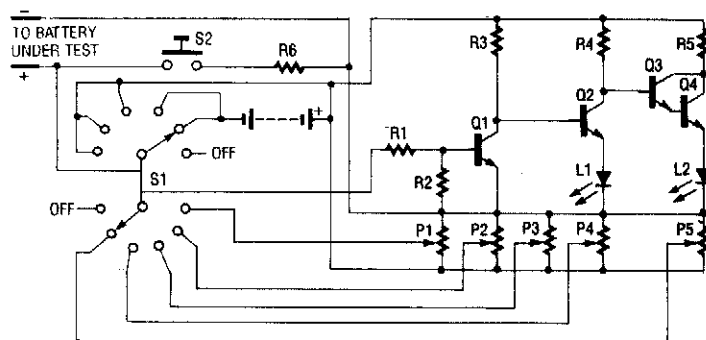 −
TO BATTERY
UNDER TEST
+
S2
R6
+
OFF
S1
OFF
R1
R2
R3
Q1
R4
Q2
L1
Q3
Q4
R5
L2
P1
P2
P3
P4
P5